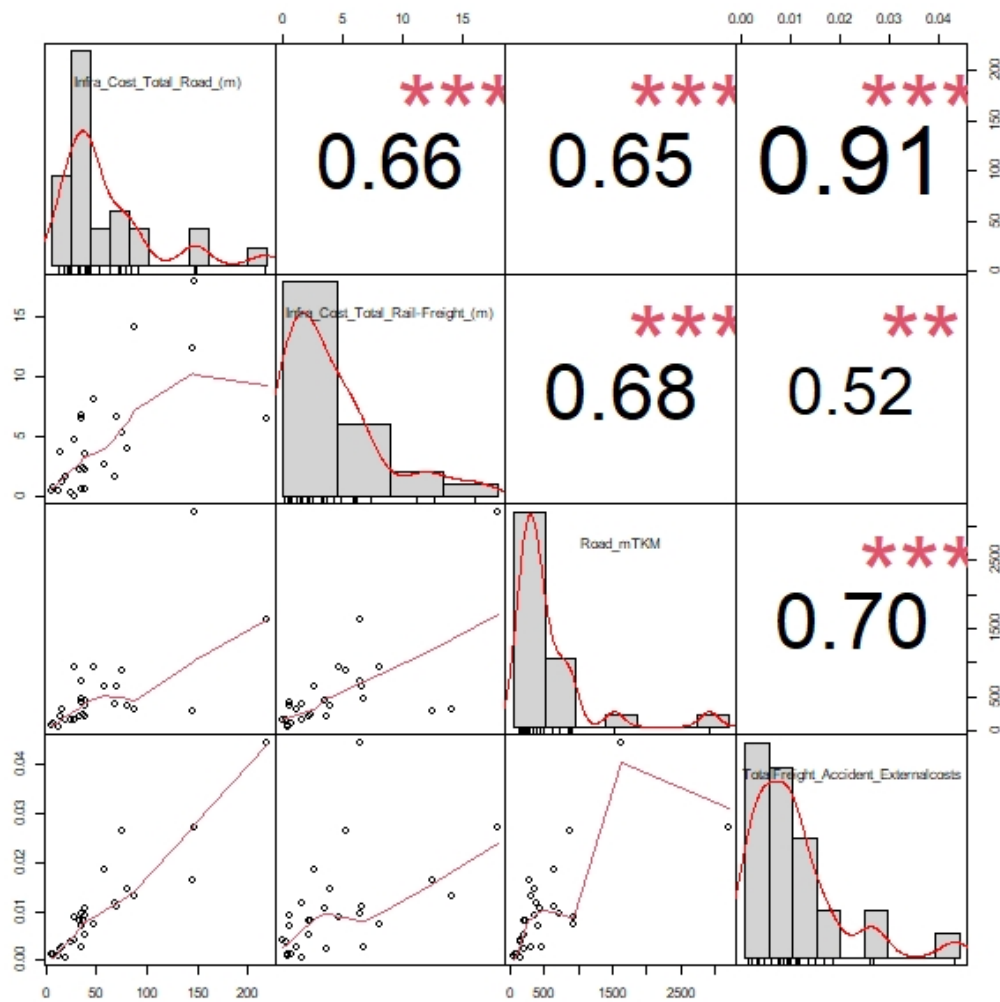 0 5 10 15 0.00 0.01 0.02 0.03 0.04
Infra_Cost_Total_Road_(m)
*** *** ***
0.66 0.65 0.91
0 50 100 150 200
Infra_Cost_Total_Rail-Freight_(m)
*** **
0.68 0.52
0 5 10 15
Road_mTKM
***
0.70
0 500 1500 2500
TotalFreight_Accident_Externalcosts
0.00 0.01 0.02 0.03 0.04
0 50 100 150 200 0 500 1500 2500